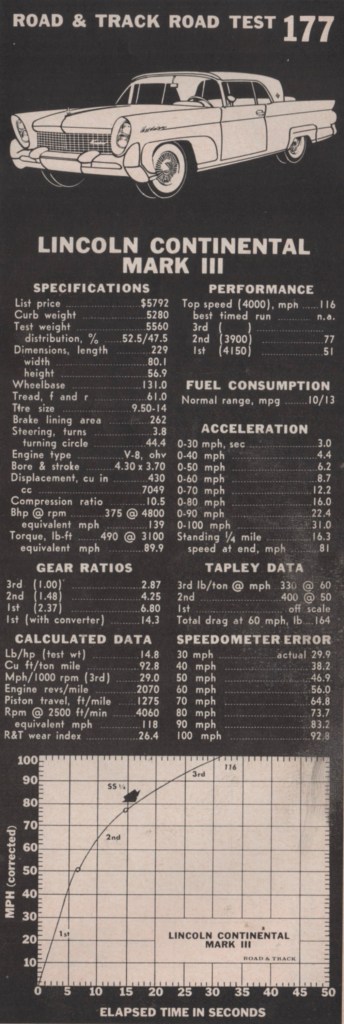 ROAD & TRACK ROAD TEST 177
LINCOLN CONTINENTAL
MARK III
SPECIFICATIONS
List price $5792
Curb weight 5280
Test weight 5560
distribution, % 52.5/47.5
Dimensions, length 229
width 80.1
height 56.9
Wheelbase 131.0
Tread, f and r 61.0
Tire size 9.50-14
Brake lining area 262
Steering, turns 3.8
turning circle 44.4
Engine type V-8, ohv
Bore & stroke 4.30 x 3.70
Displacement, cu in 430
cc 7049
Compression ratio 10.5
Bhp @ rpm 375 @ 4800
equivalent mph 139
Torque, lb-ft 490 @ 3100
equivalent mph 89.9
GEAR RATIOS
3rd (1.00) 2.87
2nd (1.48) 4.25
1st (2.37) 6.80
1st (with converter) 14.3
CALCULATED DATA
Lb/hp (test wt) 14.8
Cu ft/ton mile 92.8
Mph/1000 rpm (3rd) 29.0
Engine revs/mile 2070
Piston travel, ft/mile 1275
Rpm @ 2500 ft/min 4060
equivalent mph 118
R&T wear index 26.4
PERFORMANCE
Top speed (4000), mph 116
best timed run n.a.
3rd ( )
2nd (3900) 77
1st (4150) 51
FUEL CONSUMPTION
Normal range, mpg 10/13
ACCELERATION
0-30 mph, sec 3.0
0-40 mph 4.4
0-50 mph 6.2
0-60 mph 8.7
0-70 mph 12.2
0-80 mph 16.0
0-90 mph 22.4
0-100 mph 31.0
Standing ¼ mile 16.3
speed at end, mph 81
TAPLEY DATA
3rd lb/ton @ mph 330 @ 60
2nd 400 @ 50
1st off scale
Total drag at 60 mph, lb 164
SPEEDOMETER ERROR
30 mph actual 29.9
40 mph 38.2
50 mph 46.9
60 mph 56.0
70 mph 64.8
80 mph 73.7
90 mph 83.2
100 mph 92.8
MPH (corrected)
100
90
80
70
60
50
40
30
20
10
SS ¼
116
3rd
2nd
1st
LINCOLN CONTINENTAL
MARK III
ROAD & TRACK
0 5 10 15 20 25 30 35 40 45 50
ELAPSED TIME IN SECONDS